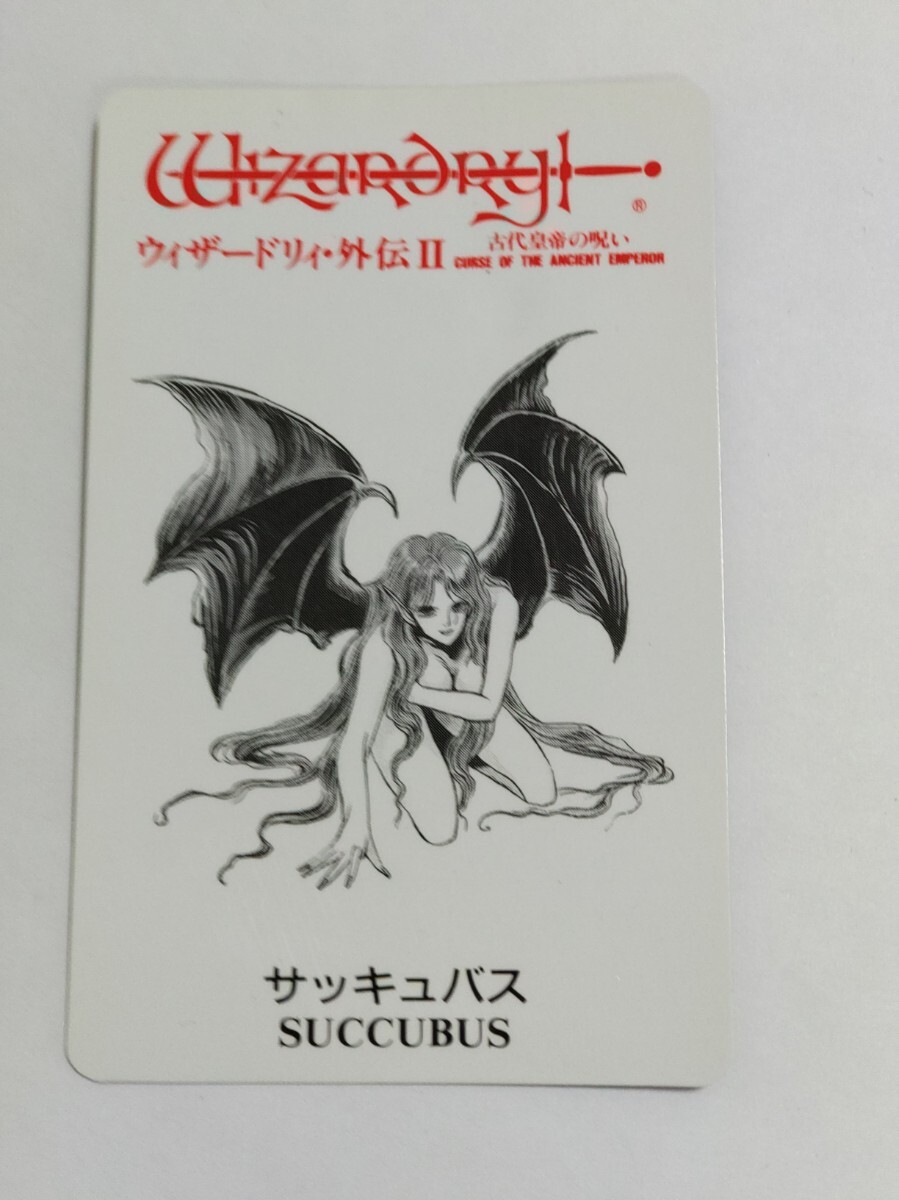 Wizardry
®
ウィザードリィ・外伝II
古代皇帝の呪い
CURSE OF THE ANCIENT EMPEROR
サッキュバス
SUCCUBUS